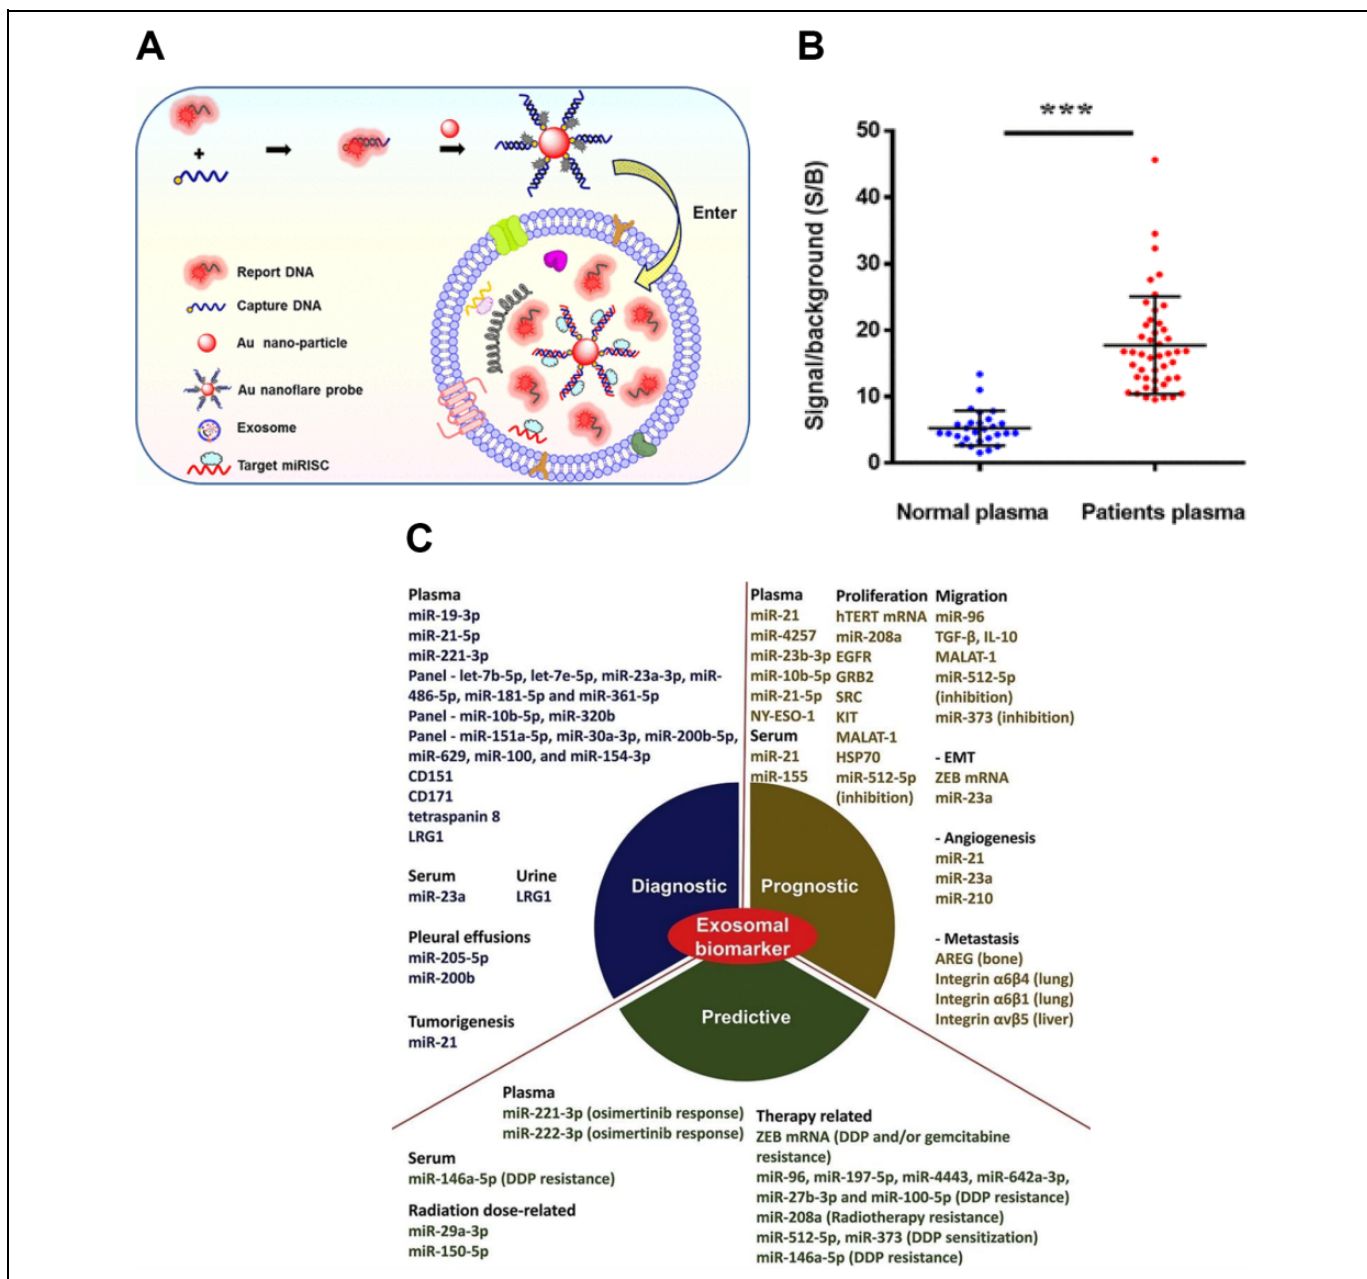 A
+
Enter
Report DNA
Capture DNA
Au nano-particle
Au nanoflare probe
Exosome
Target miRISC
B
***
Signal/background (S/B)
50
40
30
20
10
0
Normal plasma
Patients plasma
C
Plasma
miR-19-3p
miR-21-5p
miR-221-3p
Panel - let-7b-5p, let-7e-5p, miR-23a-3p, miR-
486-5p, miR-181-5p and miR-361-5p
Panel - miR-10b-5p, miR-320b
Panel - miR-151a-5p, miR-30a-3p, miR-200b-5p,
miR-629, miR-100, and miR-154-3p
CD151
CD171
tetraspanin 8
LRG1
Serum
miR-23a
Urine
LRG1
Pleural effusions
miR-205-5p
miR-200b
Tumorigenesis
miR-21
Plasma
miR-21
miR-4257
miR-23b-3p
miR-10b-5p
miR-21-5p
NY-ESO-1
Serum
miR-21
miR-155
Proliferation
hTERT mRNA
miR-208a
EGFR
GRB2
SRC
KIT
MALAT-1
HSP70
miR-512-5p
(inhibition)
Migration
miR-96
TGF-β, IL-10
MALAT-1
miR-512-5p
(inhibition)
miR-373 (inhibition)
- EMT
ZEB mRNA
miR-23a
- Angiogenesis
miR-21
miR-23a
miR-210
- Metastasis
AREG (bone)
Integrin α6β4 (lung)
Integrin α6β1 (lung)
Integrin αvβ5 (liver)
Diagnostic
Prognostic
Exosomal
biomarker
Predictive
Plasma
miR-221-3p (osimertinib response)
miR-222-3p (osimertinib response)
Serum
miR-146a-5p (DDP resistance)
Radiation dose-related
miR-29a-3p
miR-150-5p
Therapy related
ZEB mRNA (DDP and/or gemcitabine
resistance)
miR-96, miR-197-5p, miR-4443, miR-642a-3p,
miR-27b-3p and miR-100-5p (DDP resistance)
miR-208a (Radiotherapy resistance)
miR-512-5p, miR-373 (DDP sensitization)
miR-146a-5p (DDP resistance)